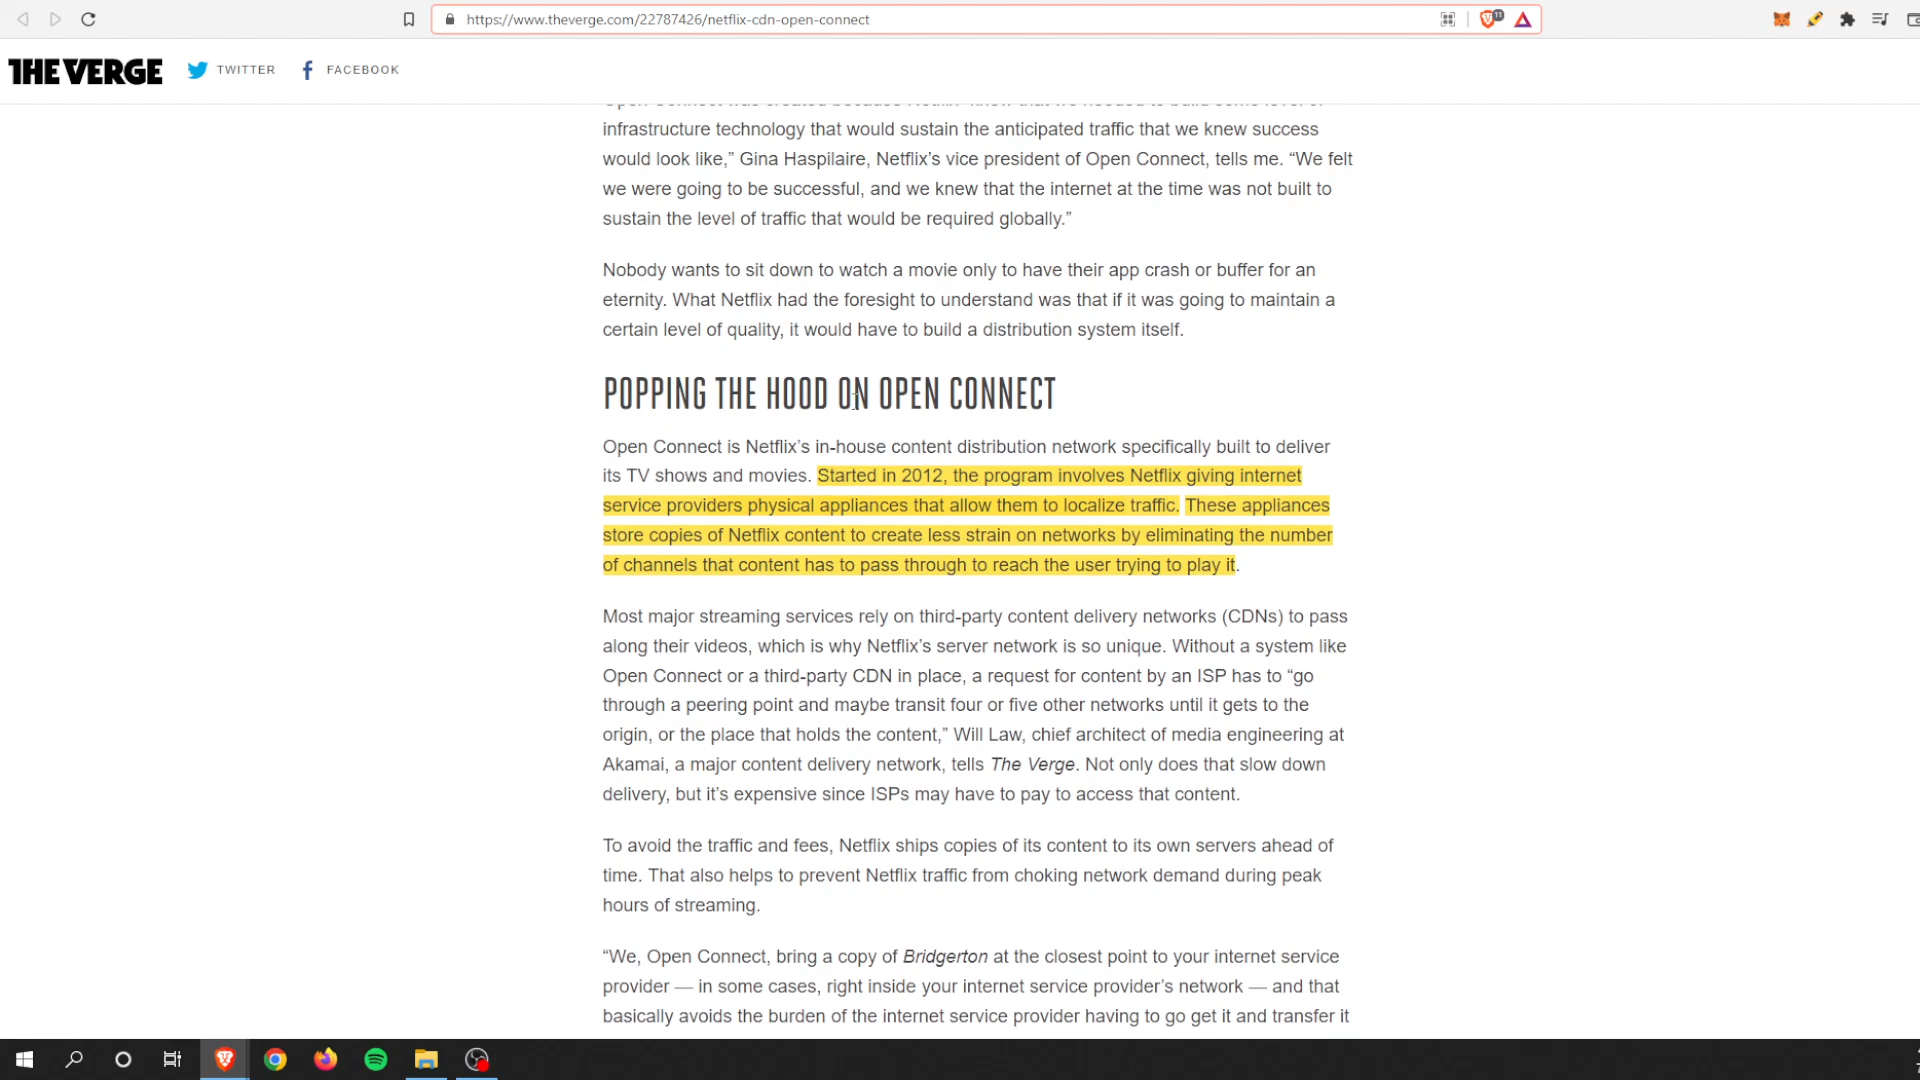 https://www.theverge.com/22787426/netflix-cdn-open-connect
11
THE VERGE
TWITTER
FACEBOOK
infrastructure technology that would sustain the anticipated traffic that we knew success
would look like,” Gina Haspilaire, Netflix’s vice president of Open Connect, tells me. “We felt
we were going to be successful, and we knew that the internet at the time was not built to
sustain the level of traffic that would be required globally.”
Nobody wants to sit down to watch a movie only to have their app crash or buffer for an
eternity. What Netflix had the foresight to understand was that if it was going to maintain a
certain level of quality, it would have to build a distribution system itself.
POPPING THE HOOD ON OPEN CONNECT
Open Connect is Netflix’s in-house content distribution network specifically built to deliver
its TV shows and movies. Started in 2012, the program involves Netflix giving internet
service providers physical appliances that allow them to localize traffic. These appliances
store copies of Netflix content to create less strain on networks by eliminating the number
of channels that content has to pass through to reach the user trying to play it.
Most major streaming services rely on third-party content delivery networks (CDNs) to pass
along their videos, which is why Netflix’s server network is so unique. Without a system like
Open Connect or a third-party CDN in place, a request for content by an ISP has to “go
through a peering point and maybe transit four or five other networks until it gets to the
origin, or the place that holds the content,” Will Law, chief architect of media engineering at
Akamai, a major content delivery network, tells The Verge. Not only does that slow down
delivery, but it’s expensive since ISPs may have to pay to access that content.
To avoid the traffic and fees, Netflix ships copies of its content to its own servers ahead of
time. That also helps to prevent Netflix traffic from choking network demand during peak
hours of streaming.
“We, Open Connect, bring a copy of Bridgerton at the closest point to your internet service
provider — in some cases, right inside your internet service provider’s network — and that
basically avoids the burden of the internet service provider having to go get it and transfer it